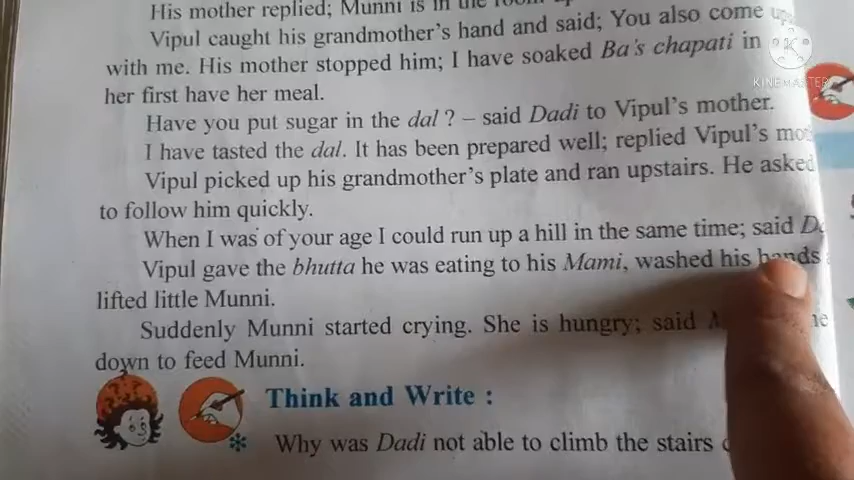 His mother replied; Munni is in the room
Vipul caught his grandmother's hand and said; You also come up
with me. His mother stopped him; I have soaked Ba's chapati in
her first have her meal.
Have you put sugar in the dal ? – said Dadi to Vipul's mother.
I have tasted the dal. It has been prepared well; replied Vipul's
Vipul picked up his grandmother's plate and ran upstairs. He asked
to follow him quickly.
When I was of your age I could run up a hill in the same time; said
Vipul gave the bhutta he was eating to his Mami, washed his hands
lifted little Munni.
Suddenly Munni started crying. She is hungry; said
down to feed Munni.
Think and Write :
Why was Dadi not able to climb the stairs
KINEMASTER